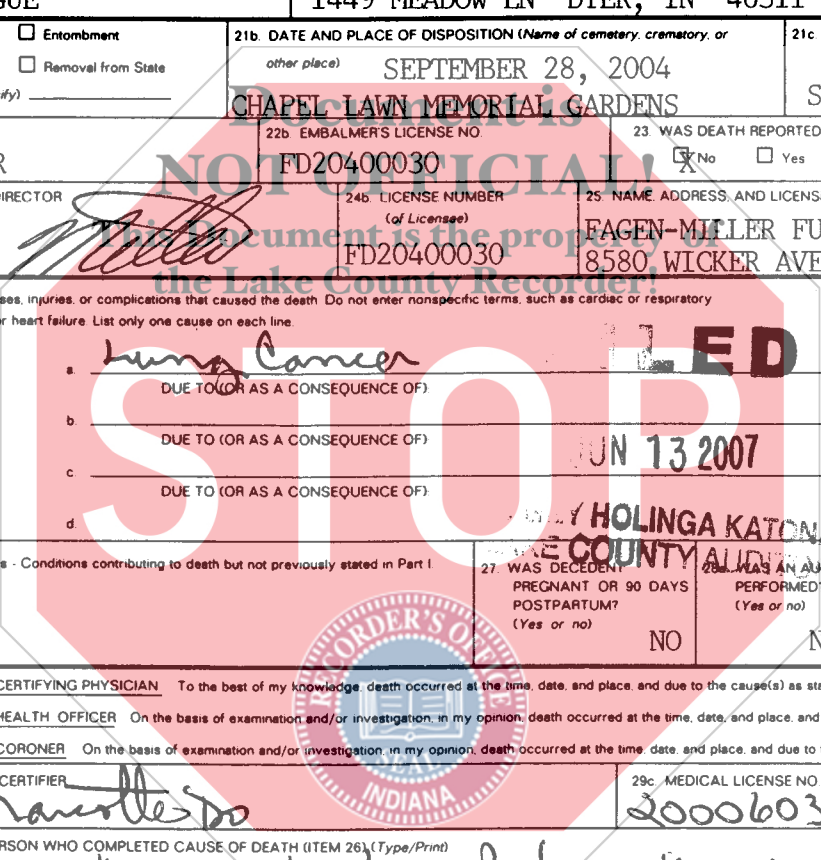 1449 MEADOW LN DYER, IN 46311
Entombment
Removal from State
21b. DATE AND PLACE OF DISPOSITION (Name of cemetery, crematory, or
other place) SEPTEMBER 28, 2004
CHAPEL LAWN MEMORIAL GARDENS
21c.
S
Document is
NOT OFFICIAL!
This Document is the property of
the Lake County Recorder!
22b. EMBALMER'S LICENSE NO.
FD20400030
23. WAS DEATH REPORTED
X No Yes
DIRECTOR
24b. LICENSE NUMBER
(of Licensee)
FD20400030
25. NAME, ADDRESS, AND LICENS
FAGEN-MILLER FU
8580 WICKER AVE
ses, injuries, or complications that caused the death. Do not enter nonspecific terms, such as cardiac or respiratory
or heart failure. List only one cause on each line.
a. Lung Cancer
LED
DUE TO (OR AS A CONSEQUENCE OF):
b.
DUE TO (OR AS A CONSEQUENCE OF):
c.
DUE TO (OR AS A CONSEQUENCE OF):
d.
STOP
JUN 13 2007
HOLINGA KATON
COUNTY AUDITOR
s - Conditions contributing to death but not previously stated in Part I.
27. WAS DECEDENT
PREGNANT OR 90 DAYS
POSTPARTUM?
(Yes or no)
NO
28a. WAS AN AU
PERFORMED?
(Yes or no)
N
RECORDER'S OFFICE
SEAL
INDIANA
CERTIFYING PHYSICIAN To the best of my knowledge, death occurred at the time, date, and place, and due to the cause(s) as sta
HEALTH OFFICER On the basis of examination and/or investigation, in my opinion, death occurred at the time, date, and place, and
CORONER On the basis of examination and/or investigation, in my opinion, death occurred at the time, date, and place, and due to
CERTIFIER
DO
29c. MEDICAL LICENSE NO.
20000603
RSON WHO COMPLETED CAUSE OF DEATH (ITEM 26) (Type/Print)